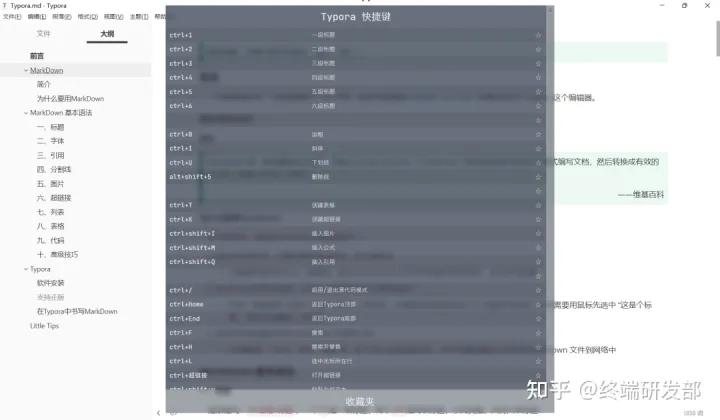 Typora.md - Typora
文件(F) 编辑(E) 段落(P) 格式(O) 视图(V) 主题(T) 帮助
文件 大纲
前言
MarkDown
简介
为什么要用MarkDown
MarkDown 基本语法
一、标题
二、字体
三、引用
四、分割线
五、图片
六、超链接
七、列表
八、表格
九、代码
十、高级技巧
Typora
软件安装
支持正版
在Typora中书写MarkDown
Little Tips
Typora 快捷键
ctrl+1 一级标题
ctrl+2 二级标题
ctrl+3 三级标题
ctrl+4 四级标题
ctrl+5 五级标题
ctrl+6 六级标题
ctrl+B 加粗
ctrl+I 斜体
ctrl+U 下划线
alt+shift+5 删除线
ctrl+T 创建表格
ctrl+K 创建超链接
ctrl+shift+I 插入图片
ctrl+shift+M 插入公式
ctrl+shift+Q 插入引用
ctrl+/ 启用/退出源代码模式
ctrl+Home 返回Typora顶部
ctrl+End 返回Typora底部
ctrl+F 搜索
ctrl+H 搜索并替换
ctrl+L 选中光标所在行
ctrl+超链接 打开超链接
收藏夹
这个编辑器。
式编写文档，然后转换成有效的
——维基百科
需要用鼠标先选中 “这是个标
own 文件到网络中
知乎 @终端研发部